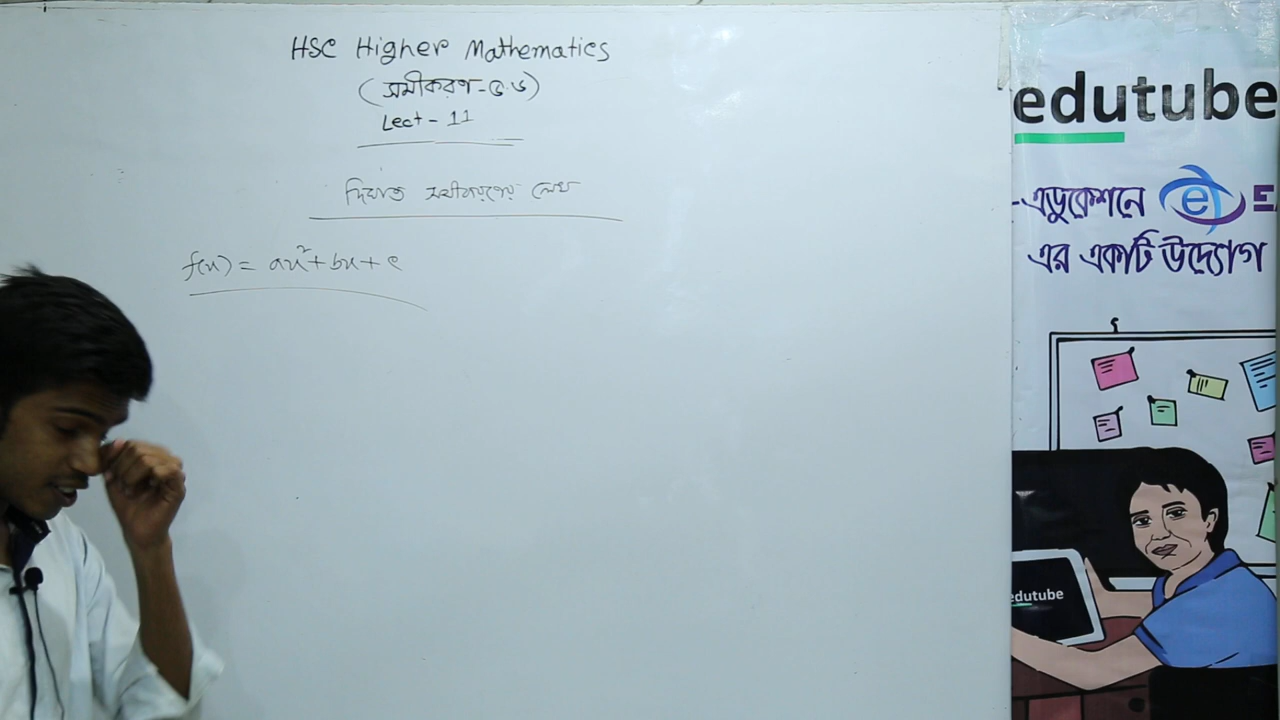 HSC Higher Mathematics
(সমীকরণ-৫.৬)
Lect - 11
দ্বিঘাত সমীকরণের লেখ
f(x) = ax²+bx+c
edutube
-এডুকেশনে e
এর একটি উদ্যোগ
edutube